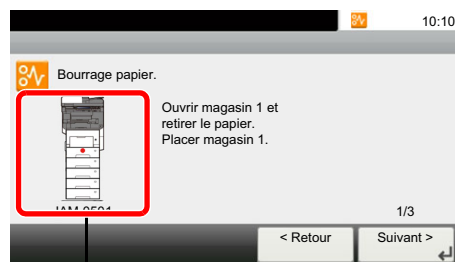 10:10
Bourrage papier.
Ouvrir magasin 1 et
retirer le papier.
Placer magasin 1.
1/3
< Retour
Suivant >